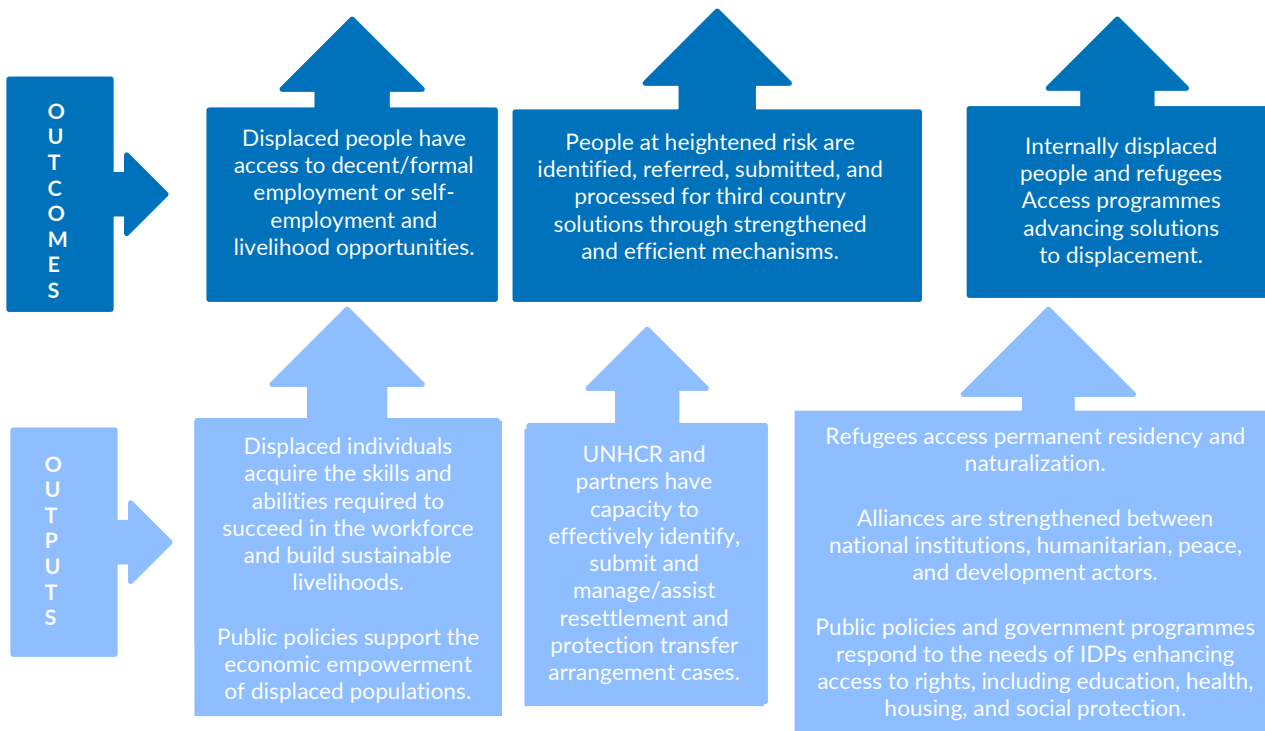 OUTCOMES
Displaced people have
access to decent/formal
employment or self-
employment and
livelihood opportunities.
People at heightened risk are
identified, referred, submitted, and
processed for third country
solutions through strengthened
and efficient mechanisms.
Internally displaced
people and refugees
Access programmes
advancing solutions
to displacement.
OUTPUTS
Displaced individuals
acquire the skills and
abilities required to
succeed in the workforce
and build sustainable
livelihoods.
Public policies support the
economic empowerment
of displaced populations.
UNHCR and
partners have
capacity to
effectively identify,
submit and
manage/assist
resettlement and
protection transfer
arrangement cases.
Refugees access permanent residency and
naturalization.
Alliances are strengthened between
national institutions, humanitarian, peace,
and development actors.
Public policies and government programmes
respond to the needs of IDPs enhancing
access to rights, including education, health,
housing, and social protection.